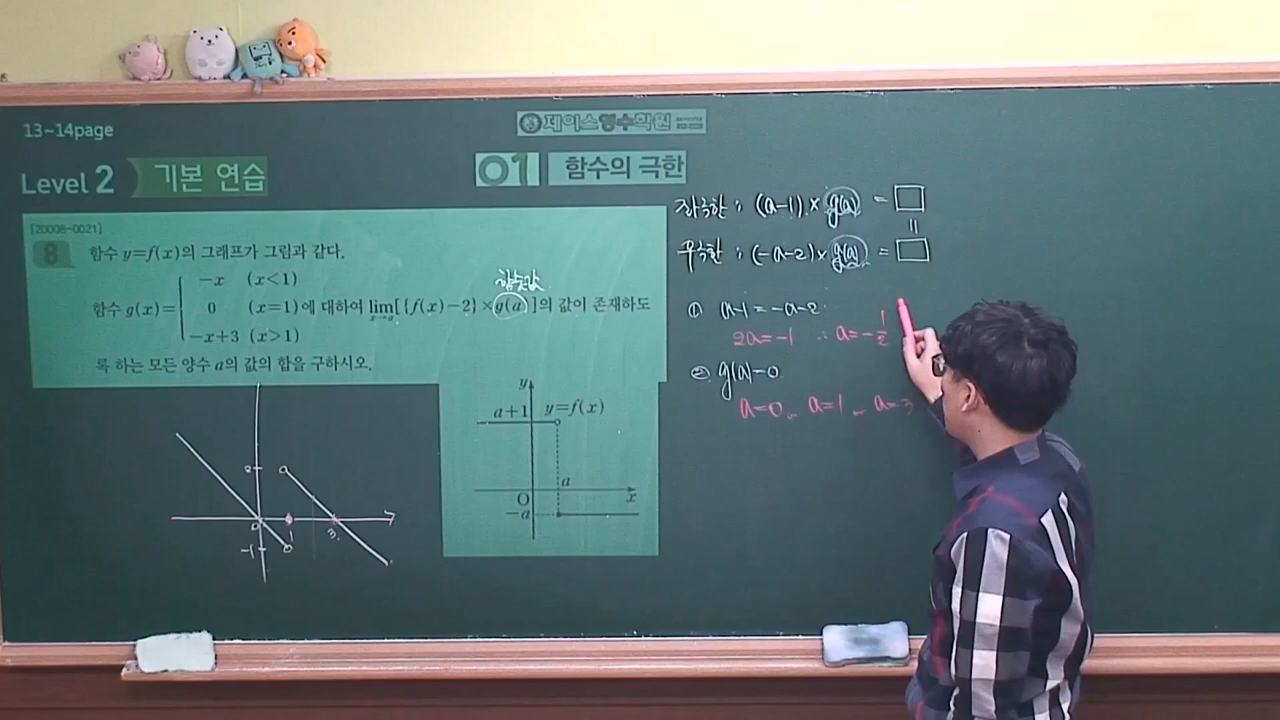 13~14page
제이스영수학원
Level 2 기본 연습
01 함수의 극한
[20008-0021]
8 함수 y=f(x)의 그래프가 그림과 같다.
함숫값
함수 g(x)= { -x (x<1)
0 (x=1) 에 대하여 lim x→a [{f(x)-2}×g(a)]의 값이 존재하도
-x+3 (x>1)
록 하는 모든 양수 a의 값의 합을 구하시오.
y
a+1 y=f(x)
a
O x
-a
2
0 1 3
-1
좌극한 : (a-1)×g(a) = □
=
우극한 : (-a-2)×g(a) = □
① a-1=-a-2
2a=-1 ∴ a=-1/2
② g(a)=0
a=0 or a=1 or a=3